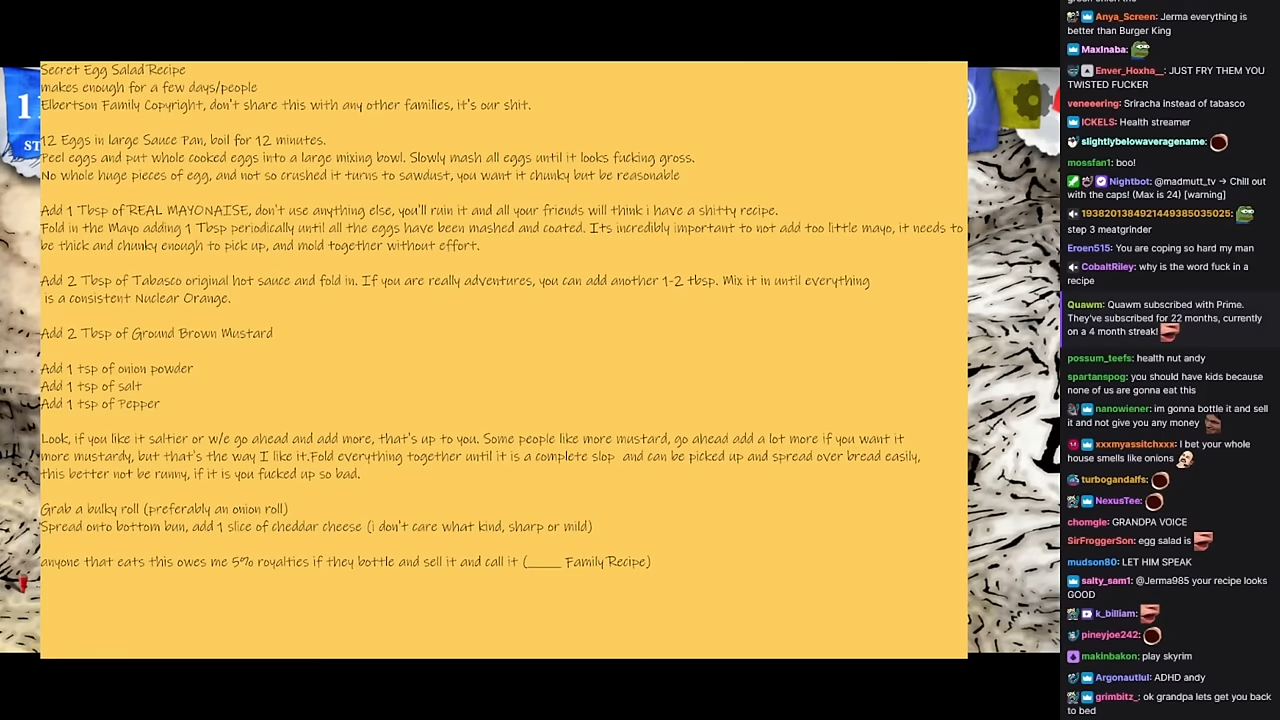 Secret Egg Salad Recipe
makes enough for a few days/people
Elbertson Family Copyright, don't share this with any other families, it's our shit.
12 Eggs in large Sauce Pan, boil for 12 minutes.
Peel eggs and put whole cooked eggs into a large mixing bowl. Slowly mash all eggs until it looks fucking gross.
No whole huge pieces of egg, and not so crushed it turns to sawdust, you want it chunky but be reasonable
Add 1 Tbsp of REAL MAYONAISE, don't use anything else, you'll ruin it and all your friends will think i have a shitty recipe.
Fold in the Mayo adding 1 Tbsp periodically until all the eggs have been mashed and coated. Its incredibly important to not add too little mayo, it needs to
be thick and chunky enough to pick up, and mold together without effort.
Add 2 Tbsp of Tabasco original hot sauce and fold in. If you are really adventures, you can add another 1-2 tbsp. Mix it in until everything
is a consistent Nuclear Orange.
Add 2 Tbsp of Ground Brown Mustard
Add 1 tsp of onion powder
Add 1 tsp of salt
Add 1 tsp of Pepper
Look, if you like it saltier or w/e go ahead and add more, that's up to you. Some people like more mustard, go ahead add a lot more if you want it
more mustardy, but that's the way I like it.Fold everything together until it is a complete slop and can be picked up and spread over bread easily,
this better not be runny, if it is you fucked up so bad.
Grab a bulky roll (preferably an onion roll)
Spread onto bottom bun, add 1 slice of cheddar cheese (i don't care what kind, sharp or mild)
anyone that eats this owes me 5% royalties if they bottle and sell it and call it (_____ Family Recipe)
1
ST
Anya_Screen: Jerma everything is
better than Burger King
MaxInaba:
Enver_Hoxha__: JUST FRY THEM YOU
TWISTED FUCKER
veneeering: Sriracha instead of tabasco
ICKELS: Health streamer
slightlybelowaveragename:
mossfan1: boo!
Nightbot: @madmutt_tv -> Chill out
with the caps! (Max is 24) [warning]
1938201384921449385035025:
step 3 meatgrinder
Eroen515: You are coping so hard my man
CobaltRiley: why is the word fuck in a
recipe
Quawm: Quawm subscribed with Prime.
They've subscribed for 22 months, currently
on a 4 month streak!
possum_teefs: health nut andy
spartanspog: you should have kids because
none of us are gonna eat this
nanowiener: im gonna bottle it and sell
it and not give you any money
xxxmyassitchxxx: I bet your whole
house smells like onions
turbogandalfs:
NexusTee:
chomgie: GRANDPA VOICE
SirFroggerSon: egg salad is
mudson80: LET HIM SPEAK
salty_sam1: @Jerma985 your recipe looks
GOOD
k_billiam:
pineyjoe242:
makinbakon: play skyrim
Argonautlul: ADHD andy
grimbitz_: ok grandpa lets get you back
to bed